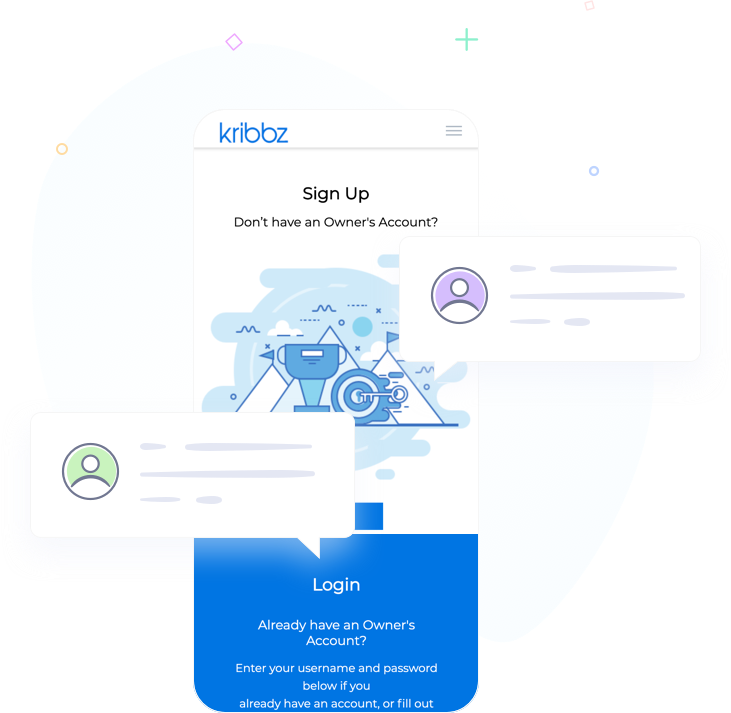 kribbz
Sign Up
Don't have an Owner's Account?
Login
Already have an Owner's
Account?
Enter your username and password
below if you
already have an account, or fill out